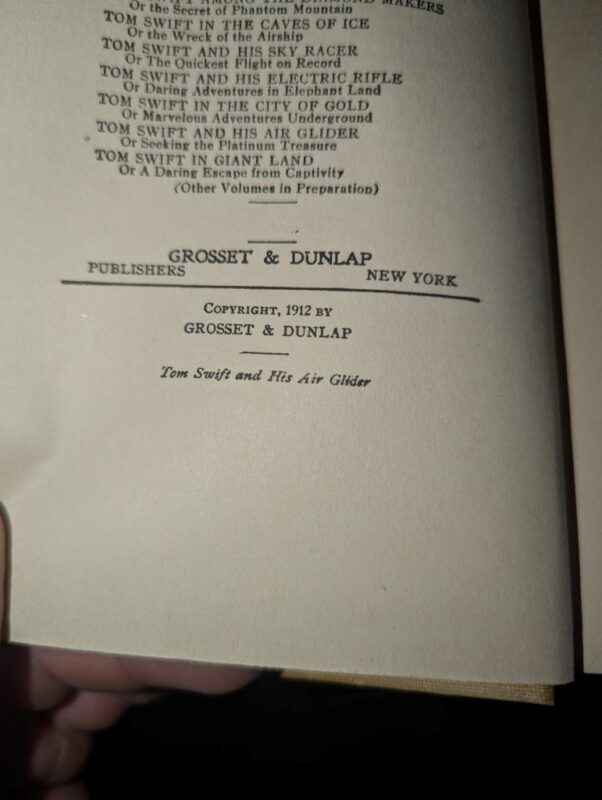 AMONG THE DIAMOND MAKERS
Or the Secret of Phantom Mountain
TOM SWIFT IN THE CAVES OF ICE
Or the Wreck of the Airship
TOM SWIFT AND HIS SKY RACER
Or The Quickest Flight on Record
TOM SWIFT AND HIS ELECTRIC RIFLE
Or Daring Adventures in Elephant Land
TOM SWIFT IN THE CITY OF GOLD
Or Marvelous Adventures Underground
TOM SWIFT AND HIS AIR GLIDER
Or Seeking the Platinum Treasure
TOM SWIFT IN GIANT LAND
Or A Daring Escape from Captivity
(Other Volumes in Preparation)
GROSSET & DUNLAP
PUBLISHERS NEW YORK
COPYRIGHT, 1912 BY
GROSSET & DUNLAP
Tom Swift and His Air Glider